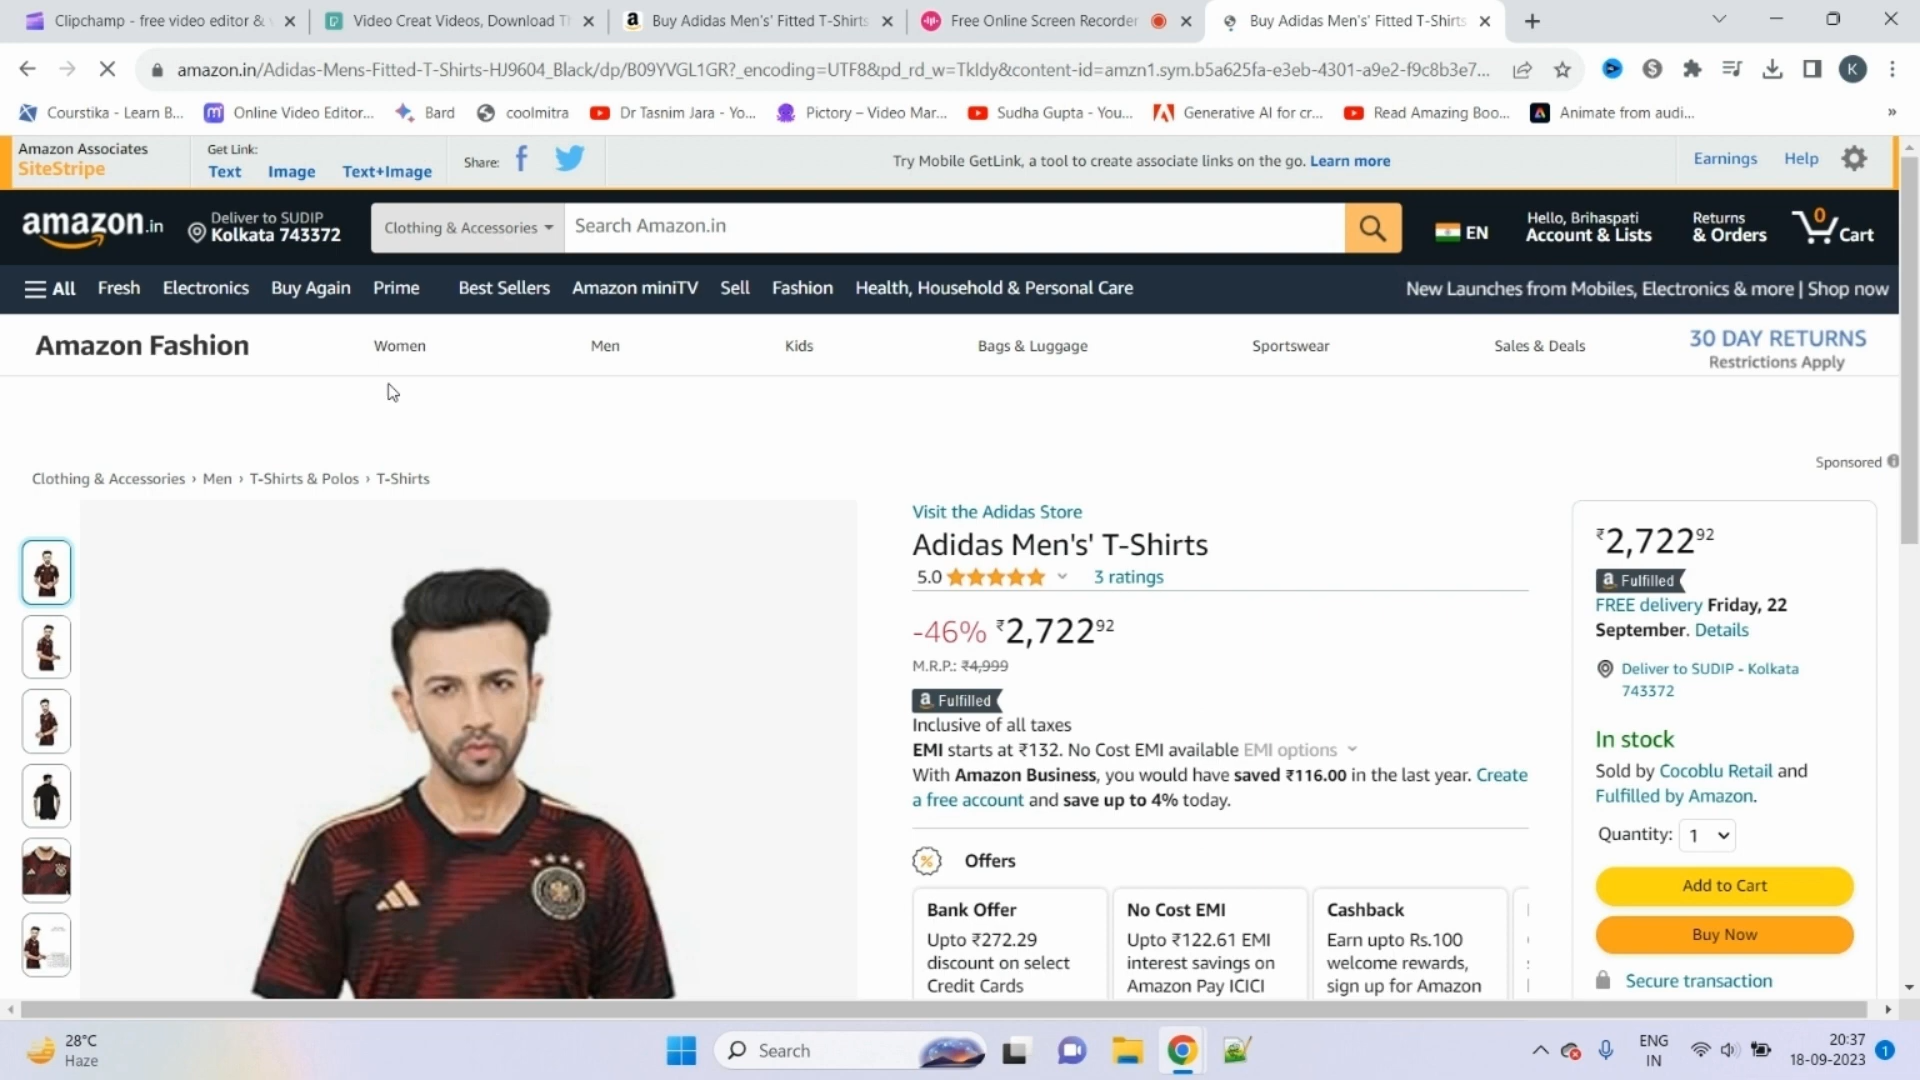 Clipchamp - free video editor &
Video Creat Videos, Download Th
Buy Adidas Men's' Fitted T-Shirts
Free Online Screen Recorder
Buy Adidas Men's' Fitted T-Shirts
amazon.in/Adidas-Mens-Fitted-T-Shirts-HJ9604_Black/dp/B09YVGL1GR?_encoding=UTF8&pd_rd_w=TkIdy&content-id=amzn1.sym.b5a625fa-e3eb-4301-a9e2-f9c8b3e7...
K
Courstika - Learn B...
Online Video Editor...
Bard
coolmitra
Dr Tasnim Jara - Yo...
Pictory – Video Mar...
Sudha Gupta - You...
Generative AI for cr...
Read Amazing Boo...
Animate from audi...
»
Amazon Associates
SiteStripe
Get Link:
Text Image Text+Image
Share:
Try Mobile GetLink, a tool to create associate links on the go. Learn more
Earnings Help
amazon.in
Deliver to SUDIP
Kolkata 743372
Clothing & Accessories
Search Amazon.in
EN
Hello, Brihaspati
Account & Lists
Returns
& Orders
0
Cart
All Fresh Electronics Buy Again Prime Best Sellers Amazon miniTV Sell Fashion Health, Household & Personal Care
New Launches from Mobiles, Electronics & more | Shop now
Amazon Fashion
Women Men Kids Bags & Luggage Sportswear Sales & Deals
30 DAY RETURNS
Restrictions Apply
Sponsored
Clothing & Accessories › Men › T-Shirts & Polos › T-Shirts
Visit the Adidas Store
Adidas Men's' T-Shirts
5.0 3 ratings
-46% ₹2,722 92
M.R.P.: ₹4,999
a Fulfilled
Inclusive of all taxes
EMI starts at ₹132. No Cost EMI available EMI options
With Amazon Business, you would have saved ₹116.00 in the last year. Create
a free account and save up to 4% today.
% Offers
Bank Offer
Upto ₹272.29
discount on select
Credit Cards
No Cost EMI
Upto ₹122.61 EMI
interest savings on
Amazon Pay ICICI
Cashback
Earn upto Rs.100
welcome rewards,
sign up for Amazon
₹2,722 92
a Fulfilled
FREE delivery Friday, 22
September. Details
Deliver to SUDIP - Kolkata
743372
In stock
Sold by Cocoblu Retail and
Fulfilled by Amazon.
Quantity: 1
Add to Cart
Buy Now
Secure transaction
28°C
Haze
Search
ENG
IN
20:37
18-09-2023
1